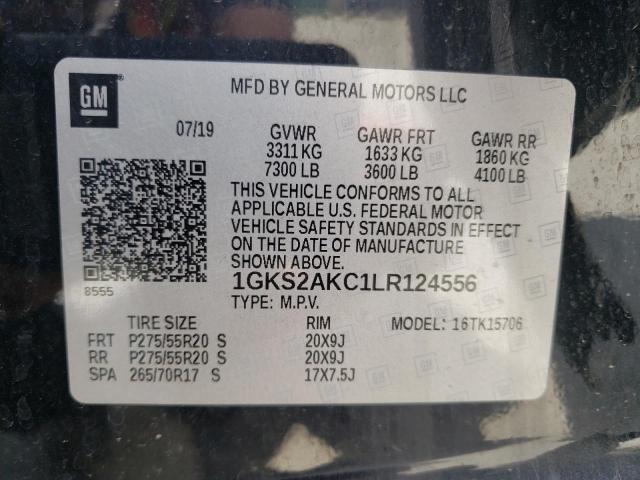 GM
MFD BY GENERAL MOTORS LLC
07/19
GVWR GAWR FRT GAWR RR
3311 KG 1633 KG 1860 KG
7300 LB 3600 LB 4100 LB
THIS VEHICLE CONFORMS TO ALL
APPLICABLE U.S. FEDERAL MOTOR
VEHICLE SAFETY STANDARDS IN EFFECT
ON THE DATE OF MANUFACTURE
SHOWN ABOVE.
8555
1GKS2AKC1LR124556
TYPE: M.P.V.
TIRE SIZE RIM MODEL: 16TK15706
FRT P275/55R20 S 20X9J
RR P275/55R20 S 20X9J
SPA 265/70R17 S 17X7.5J